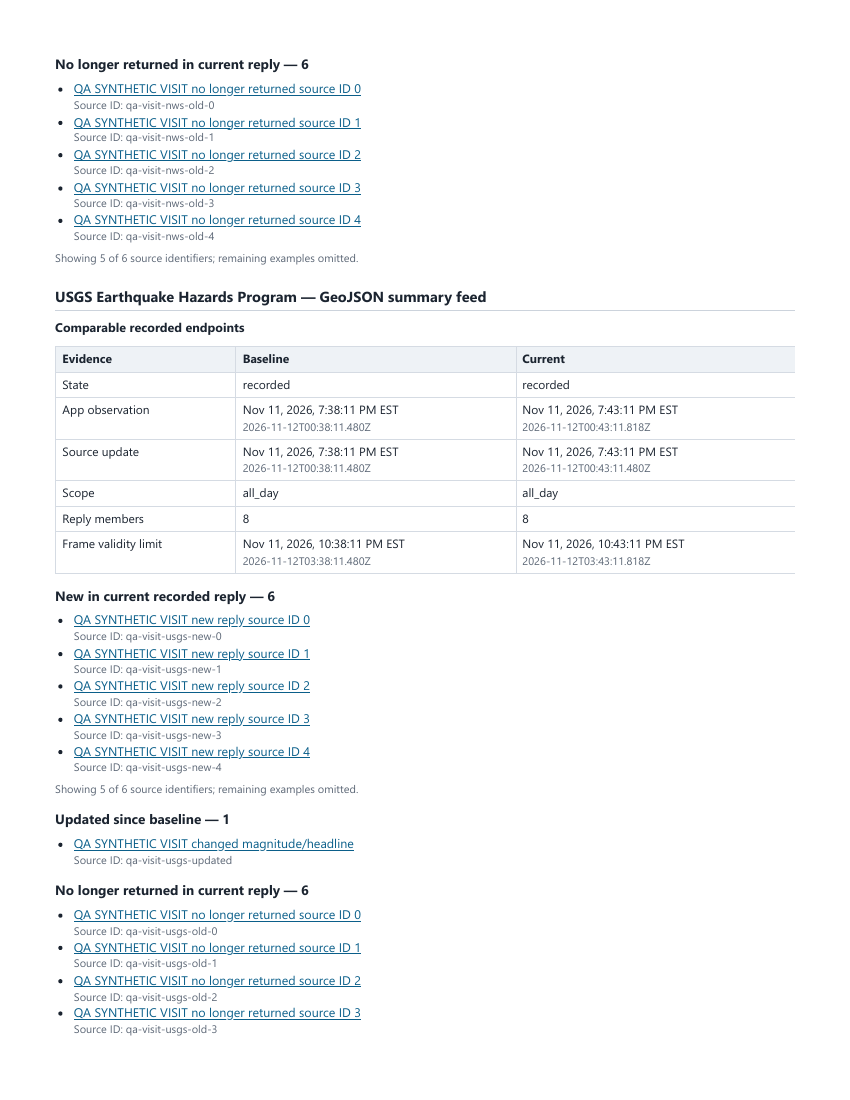 No longer returned in current reply — 6
• QA SYNTHETIC VISIT no longer returned source ID 0
Source ID: qa-visit-nws-old-0
• QA SYNTHETIC VISIT no longer returned source ID 1
Source ID: qa-visit-nws-old-1
• QA SYNTHETIC VISIT no longer returned source ID 2
Source ID: qa-visit-nws-old-2
• QA SYNTHETIC VISIT no longer returned source ID 3
Source ID: qa-visit-nws-old-3
• QA SYNTHETIC VISIT no longer returned source ID 4
Source ID: qa-visit-nws-old-4
Showing 5 of 6 source identifiers; remaining examples omitted.
USGS Earthquake Hazards Program — GeoJSON summary feed
Comparable recorded endpoints
Evidence Baseline Current
State recorded recorded
App observation Nov 11, 2026, 7:38:11 PM EST Nov 11, 2026, 7:43:11 PM EST
2026-11-12T00:38:11.480Z 2026-11-12T00:43:11.818Z
Source update Nov 11, 2026, 7:38:11 PM EST Nov 11, 2026, 7:43:11 PM EST
2026-11-12T00:38:11.480Z 2026-11-12T00:43:11.480Z
Scope all_day all_day
Reply members 8 8
Frame validity limit Nov 11, 2026, 10:38:11 PM EST Nov 11, 2026, 10:43:11 PM EST
2026-11-12T03:38:11.480Z 2026-11-12T03:43:11.818Z
New in current recorded reply — 6
• QA SYNTHETIC VISIT new reply source ID 0
Source ID: qa-visit-usgs-new-0
• QA SYNTHETIC VISIT new reply source ID 1
Source ID: qa-visit-usgs-new-1
• QA SYNTHETIC VISIT new reply source ID 2
Source ID: qa-visit-usgs-new-2
• QA SYNTHETIC VISIT new reply source ID 3
Source ID: qa-visit-usgs-new-3
• QA SYNTHETIC VISIT new reply source ID 4
Source ID: qa-visit-usgs-new-4
Showing 5 of 6 source identifiers; remaining examples omitted.
Updated since baseline — 1
• QA SYNTHETIC VISIT changed magnitude/headline
Source ID: qa-visit-usgs-updated
No longer returned in current reply — 6
• QA SYNTHETIC VISIT no longer returned source ID 0
Source ID: qa-visit-usgs-old-0
• QA SYNTHETIC VISIT no longer returned source ID 1
Source ID: qa-visit-usgs-old-1
• QA SYNTHETIC VISIT no longer returned source ID 2
Source ID: qa-visit-usgs-old-2
• QA SYNTHETIC VISIT no longer returned source ID 3
Source ID: qa-visit-usgs-old-3